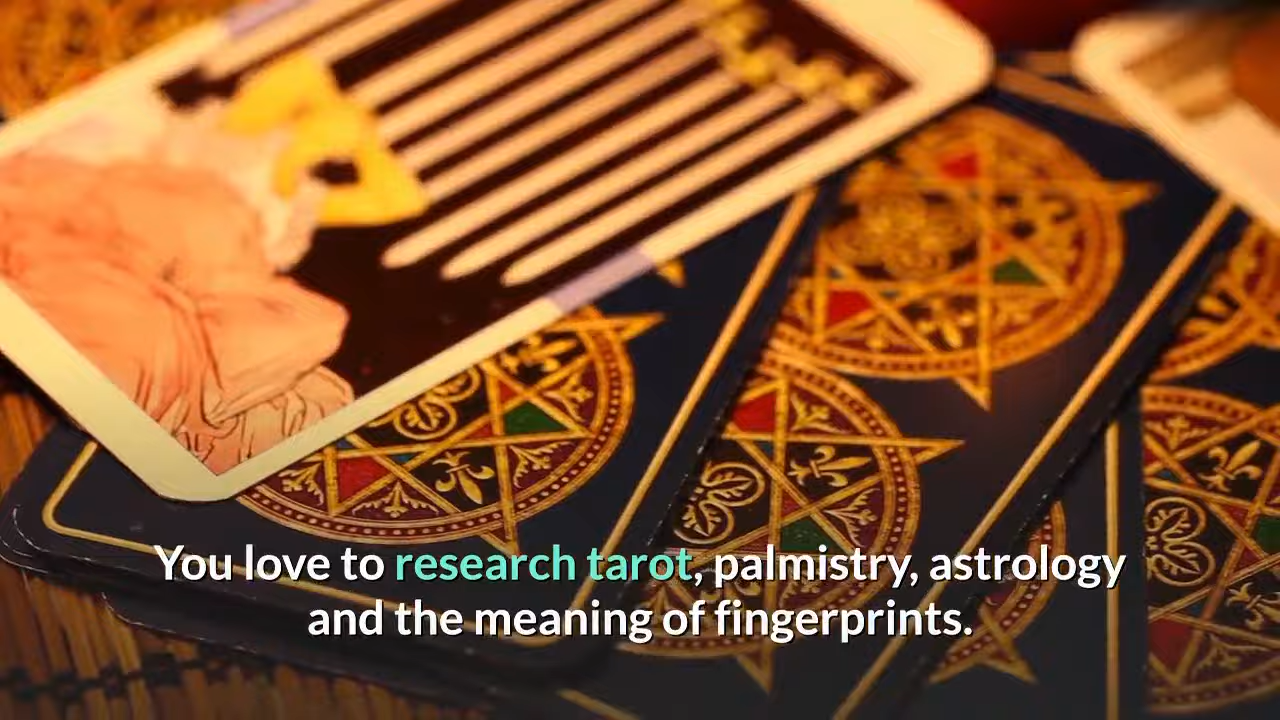 You love to research tarot, palmistry, astrology
and the meaning of fingerprints.